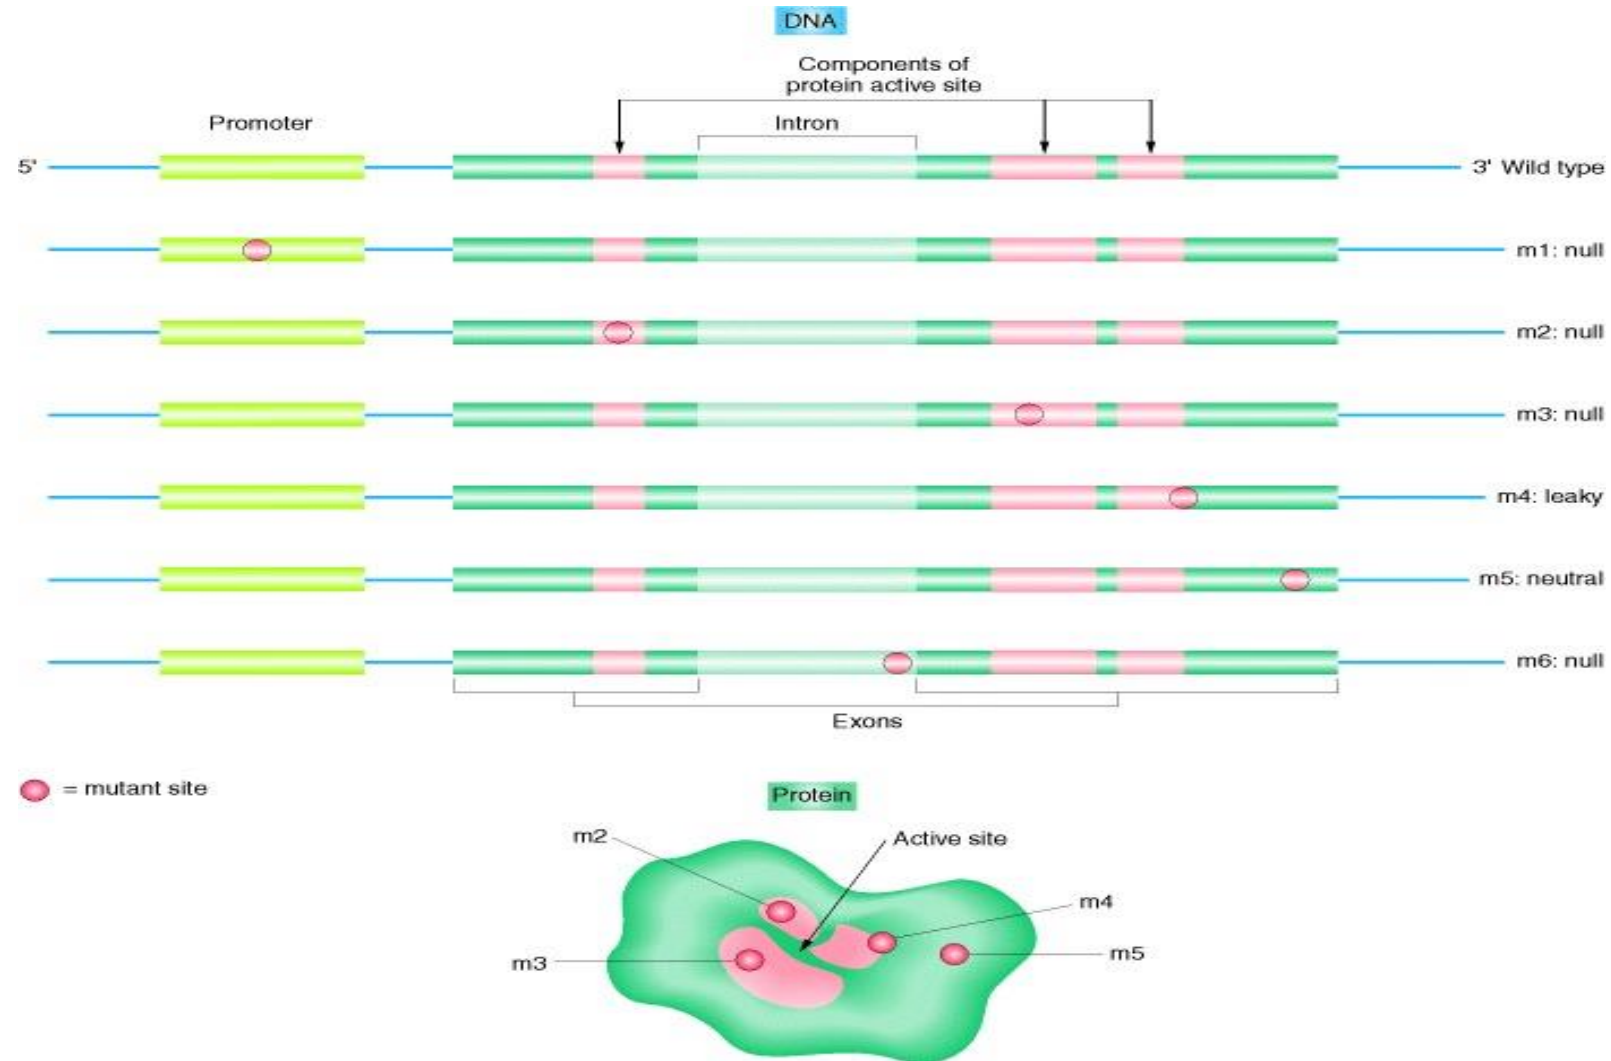 DNA
Components of
protein active site
Promoter
Intron
5'
3' Wild type
m1: null
m2: null
m3: null
m4: leaky
m5: neutral
m6: null
Exons
= mutant site
Protein
m2
Active site
m4
m3
m5